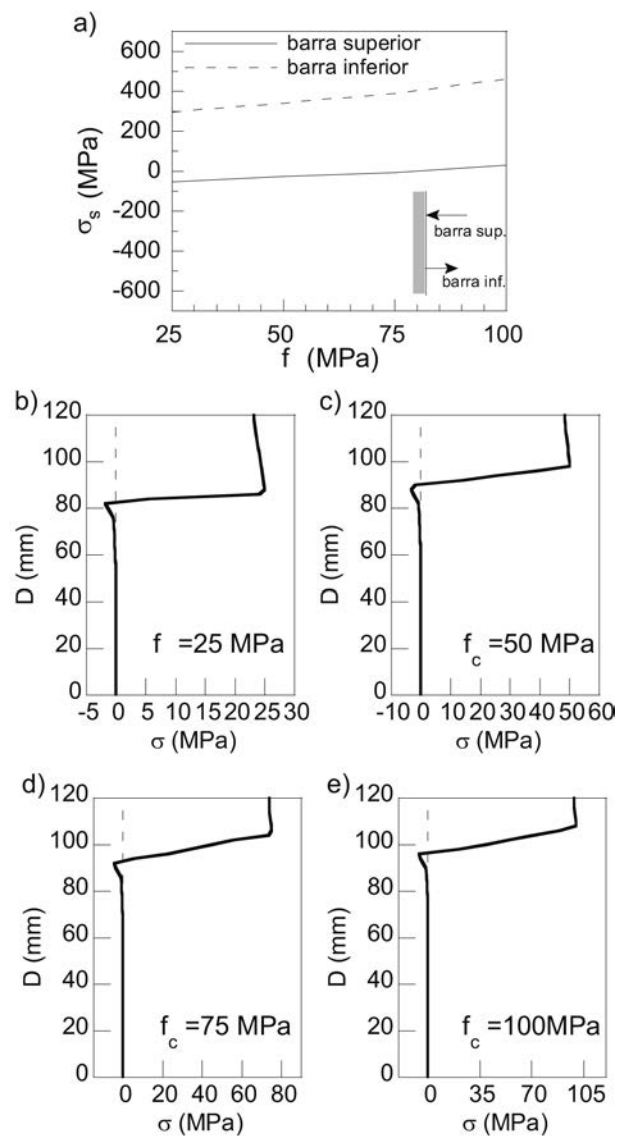 a)
600
400
200
0
-200
-400
-600
σs (MPa)
barra superior
barra inferior
barra sup.
barra inf.
25 50 75 100
f (MPa)
b)
120
100
80
60
40
20
0
D (mm)
f =25 MPa
-5 0 5 10 15 20 25 30
σ (MPa)
c)
120
100
80
60
40
20
0
D (mm)
fc =50 MPa
-10 0 10 20 30 40 50 60
σ (MPa)
d)
120
100
80
60
40
20
0
D (mm)
fc =75 MPa
0 20 40 60 80
σ (MPa)
e)
120
100
80
60
40
20
0
D (mm)
fc =100MPa
0 35 70 105
σ (MPa)